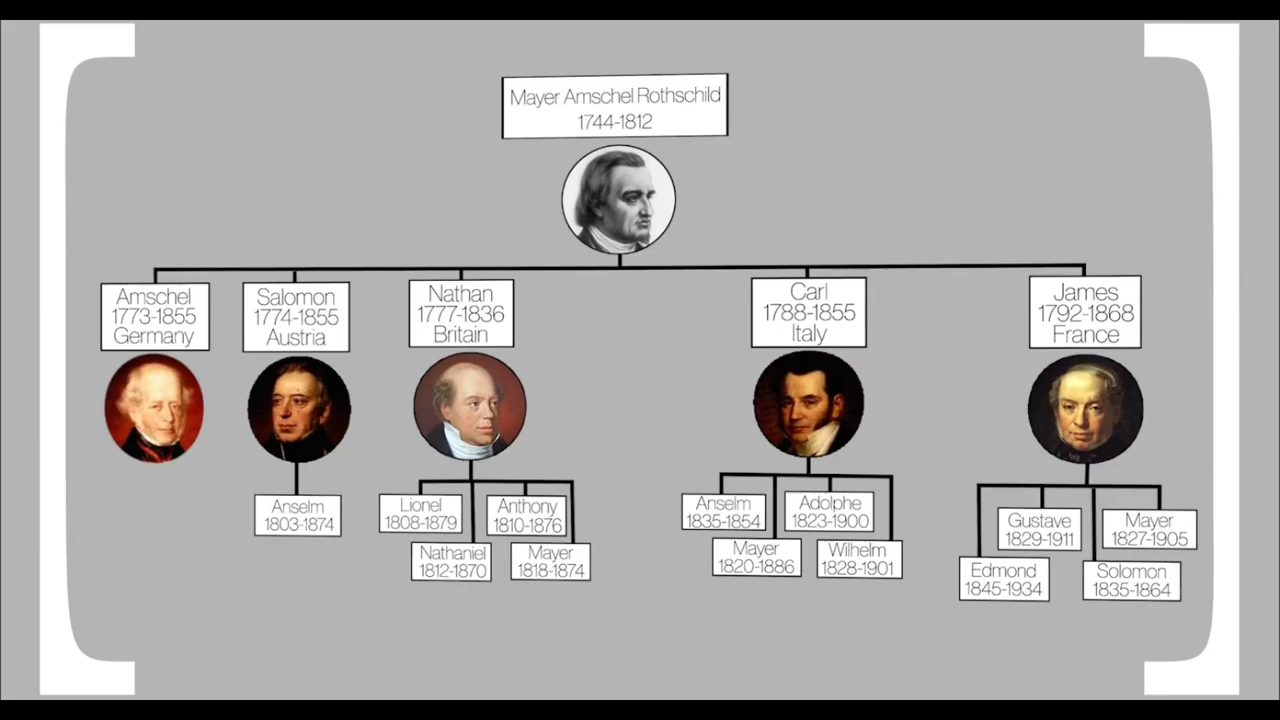 Mayer Amschel Rothschild
1744-1812
Amschel
1773-1855
Germany
Salomon
1774-1855
Austria
Nathan
1777-1836
Britain
Carl
1788-1855
Italy
James
1792-1868
France
Anselm
1803-1874
Lionel
1808-1879
Anthony
1810-1876
Nathaniel
1812-1870
Mayer
1818-1874
Anselm
1835-1854
Adolphe
1823-1900
Mayer
1820-1886
Wilhelm
1828-1901
Gustave
1829-1911
Mayer
1827-1905
Edmond
1845-1934
Solomon
1835-1864